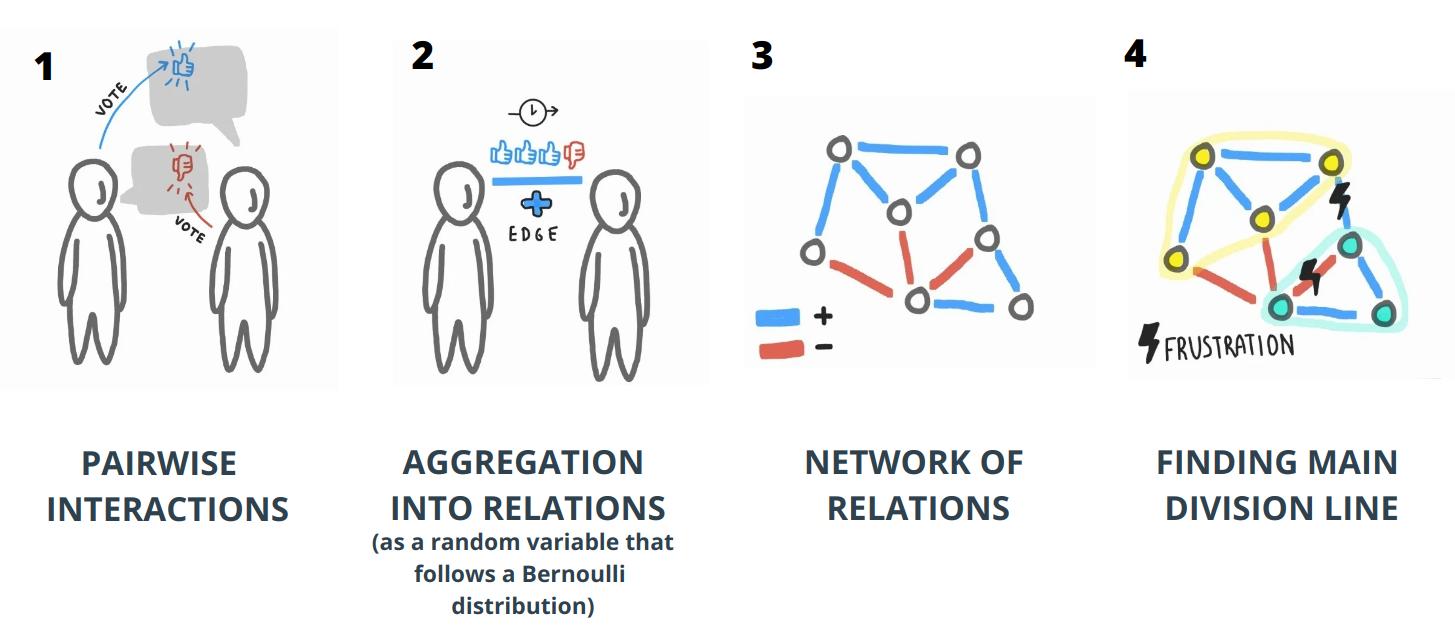 1
VOTE
VOTE
PAIRWISE
INTERACTIONS
2
+
EDGE
AGGREGATION
INTO RELATIONS
(as a random variable that
follows a Bernoulli
distribution)
3
+
-
NETWORK OF
RELATIONS
4
FRUSTRATION
FINDING MAIN
DIVISION LINE